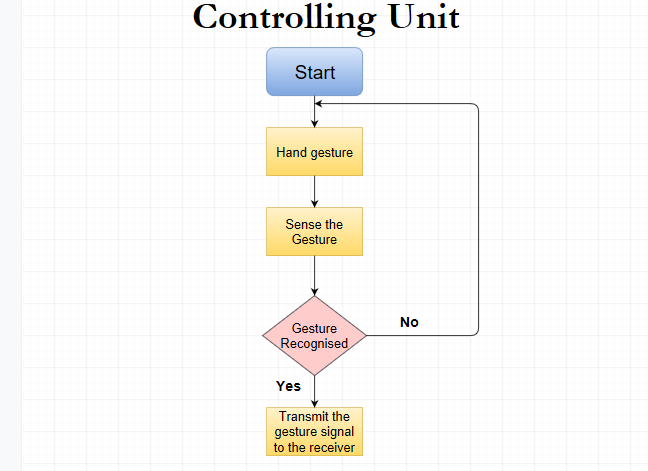 Controlling Unit
Start
Hand gesture
Sense the
Gesture
Gesture
Recognised
No
Yes
Transmit the
gesture signal
to the receiver